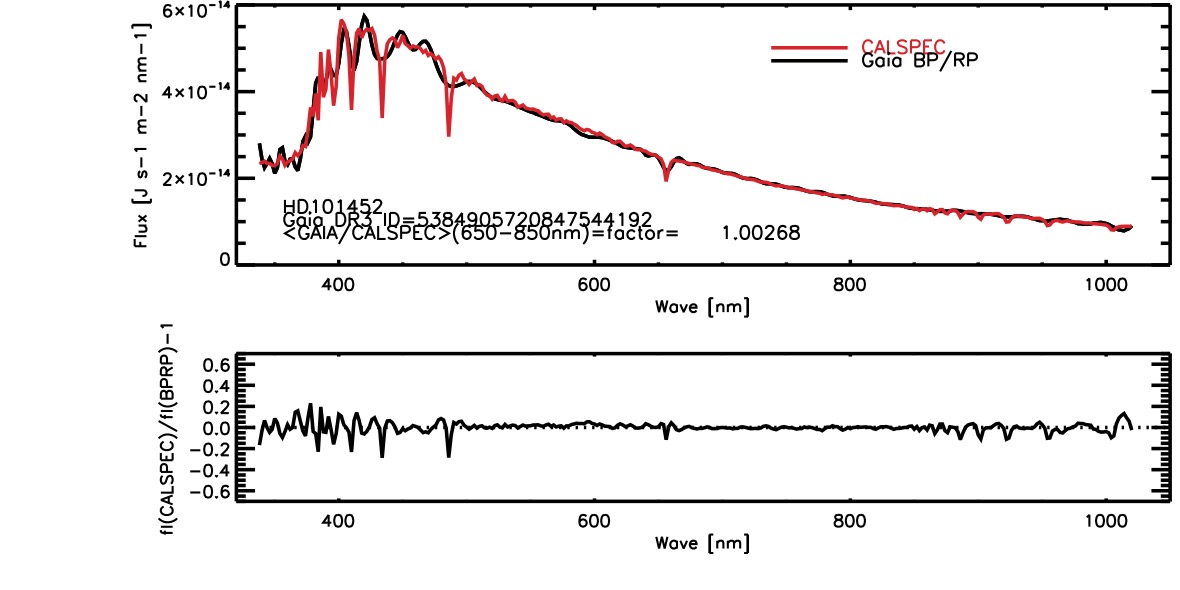 6×10−14
4×10−14
2×10−14
0
Flux [J s−1 m−2 nm−1]
CALSPEC
Gaia BP/RP
HD101452
Gaia DR3 ID=5384905720847544192
<GAIA/CALSPEC>(650−850nm)=factor= 1.00268
400 600 800 1000
Wave [nm]
fl(CALSPEC)/fl(BPRP)−1
0.6
0.4
0.2
0.0
−0.2
−0.4
−0.6
400 600 800 1000
Wave [nm]